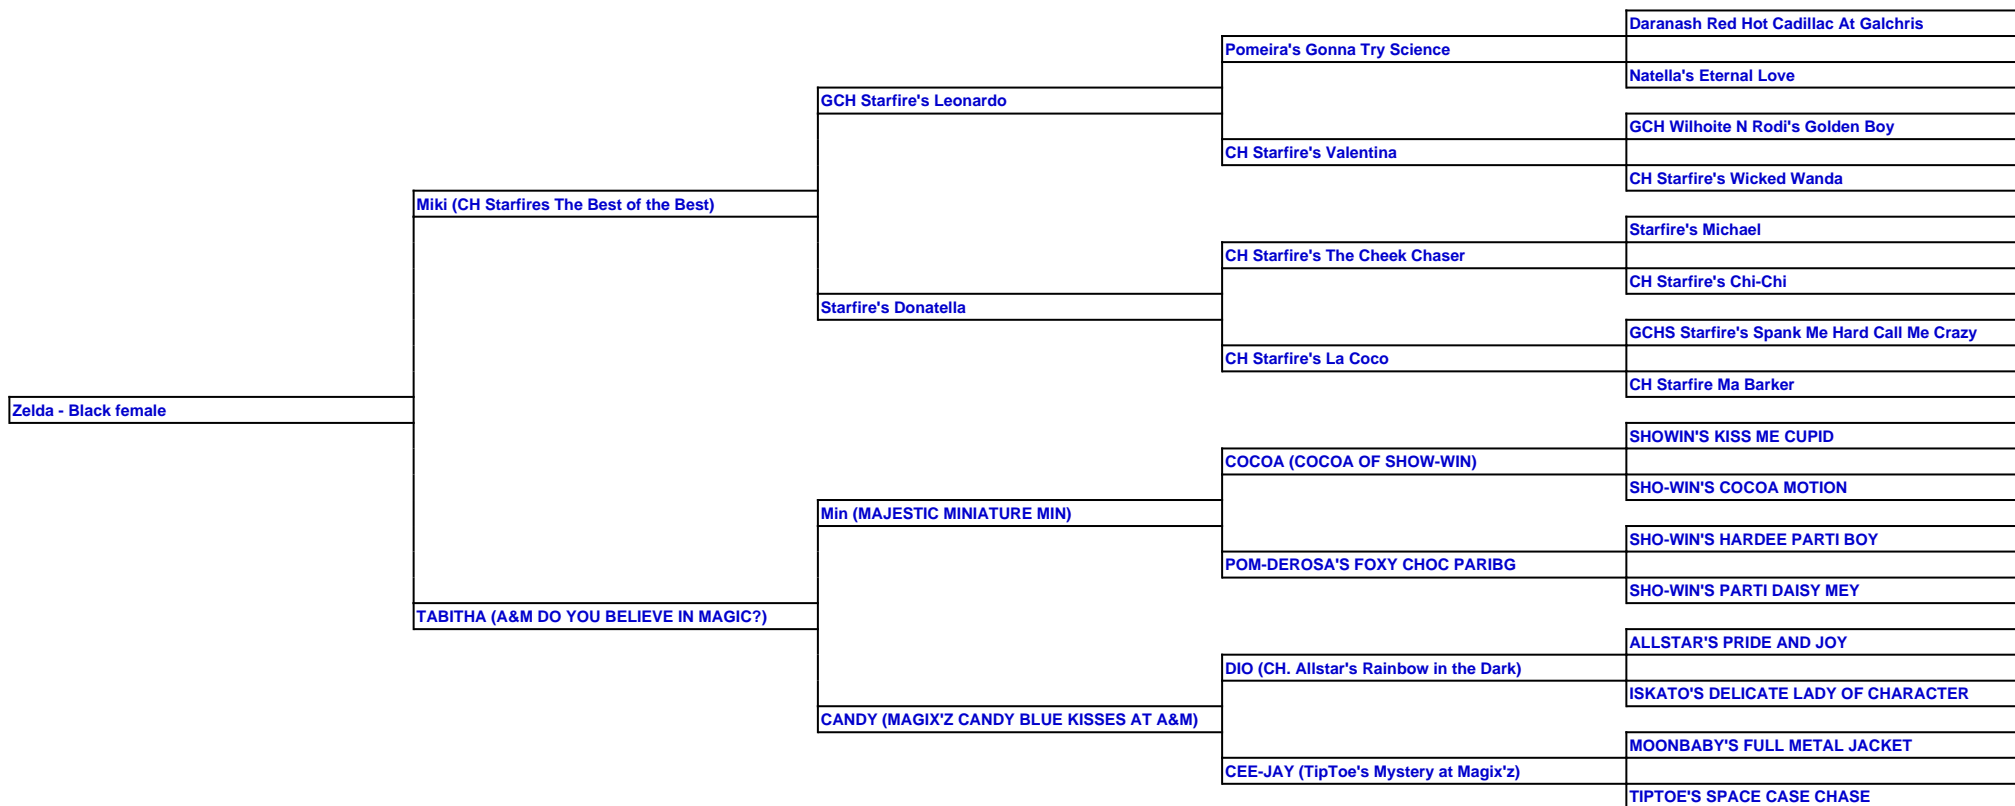 Daranash Red Hot Cadillac At Galchris
Pomeira's Gonna Try Science
Natella's Eternal Love
GCH Starfire's Leonardo
GCH Wilhoite N Rodi's Golden Boy
CH Starfire's Valentina
CH Starfire's Wicked Wanda
Miki (CH Starfires The Best of the Best)
Starfire's Michael
CH Starfire's The Cheek Chaser
CH Starfire's Chi-Chi
Starfire's Donatella
GCHS Starfire's Spank Me Hard Call Me Crazy
CH Starfire's La Coco
CH Starfire Ma Barker
Zelda - Black female
SHOWIN'S KISS ME CUPID
COCOA (COCOA OF SHOW-WIN)
SHO-WIN'S COCOA MOTION
Min (MAJESTIC MINIATURE MIN)
SHO-WIN'S HARDEE PARTI BOY
POM-DEROSA'S FOXY CHOC PARIBG
SHO-WIN'S PARTI DAISY MEY
TABITHA (A&M DO YOU BELIEVE IN MAGIC?)
ALLSTAR'S PRIDE AND JOY
DIO (CH. Allstar's Rainbow in the Dark)
ISKATO'S DELICATE LADY OF CHARACTER
CANDY (MAGIX'Z CANDY BLUE KISSES AT A&M)
MOONBABY'S FULL METAL JACKET
CEE-JAY (TipToe's Mystery at Magix'z)
TIPTOE'S SPACE CASE CHASE